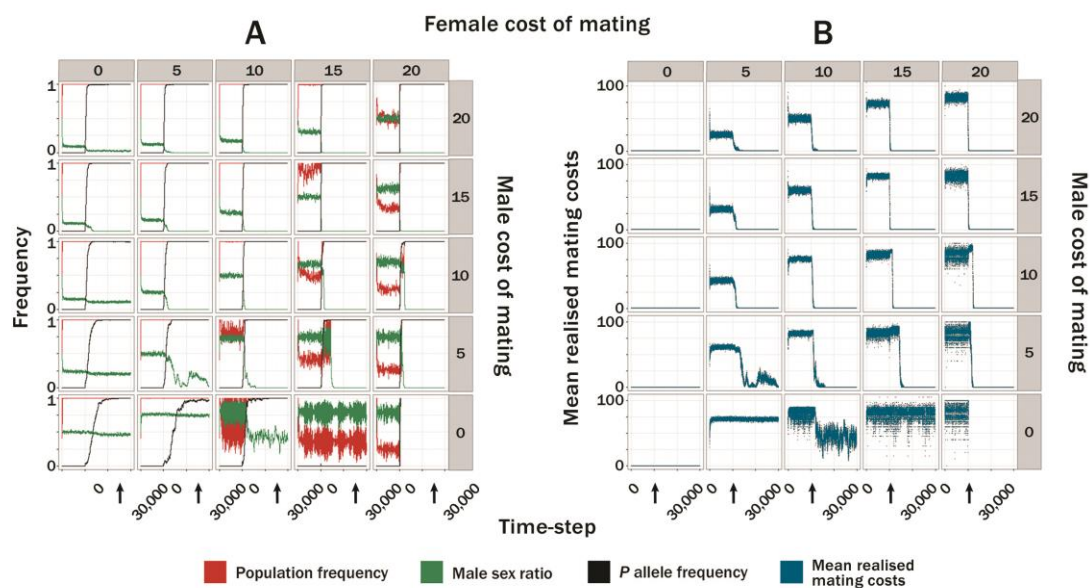 Female cost of mating
A
B
0 5 10 15 20
0 5 10 15 20
1
0
20
1
0
15
1
0
10
1
0
5
1
0
0
Frequency
Male cost of mating
100
0
20
100
0
15
100
0
10
100
0
5
100
0
0
Mean realised mating costs
Male cost of mating
0 30,000 0 30,000 0 30,000 0 30,000 0 30,000
0 30,000 0 30,000 0 30,000 0 30,000 0 30,000
Time-step
Population frequency Male sex ratio P allele frequency Mean realised
mating costs